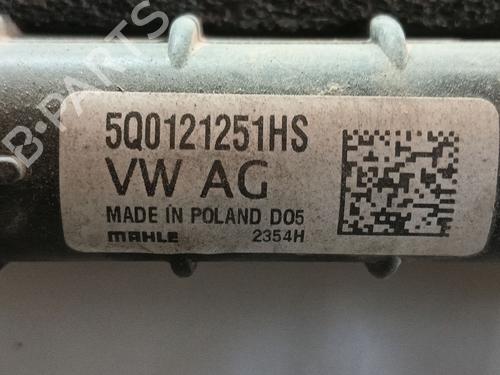 5Q0121251HS
VW AG
MADE IN POLAND D05
MAHLE 2354H
B-PARTS